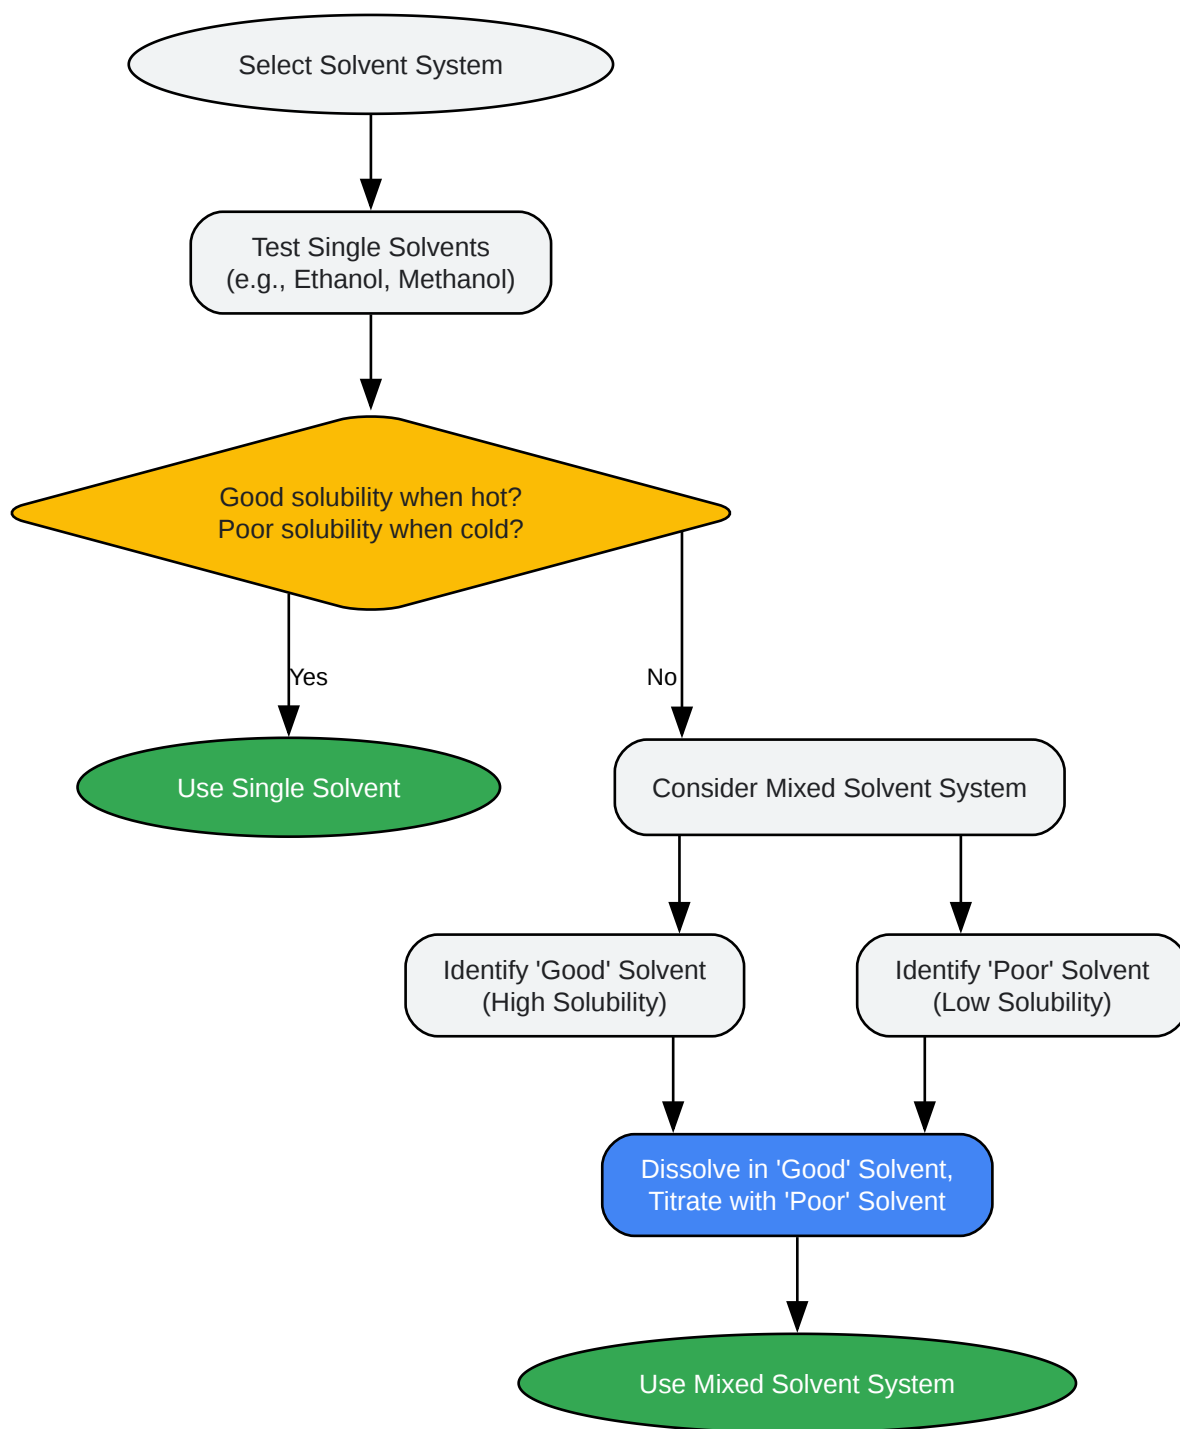 Select Solvent System
Test Single Solvents
(e.g., Ethanol, Methanol)
Good solubility when hot?
Poor solubility when cold?
Yes
No
Use Single Solvent
Consider Mixed Solvent System
Identify 'Good' Solvent
(High Solubility)
Identify 'Poor' Solvent
(Low Solubility)
Dissolve in 'Good' Solvent,
Titrate with 'Poor' Solvent
Use Mixed Solvent System